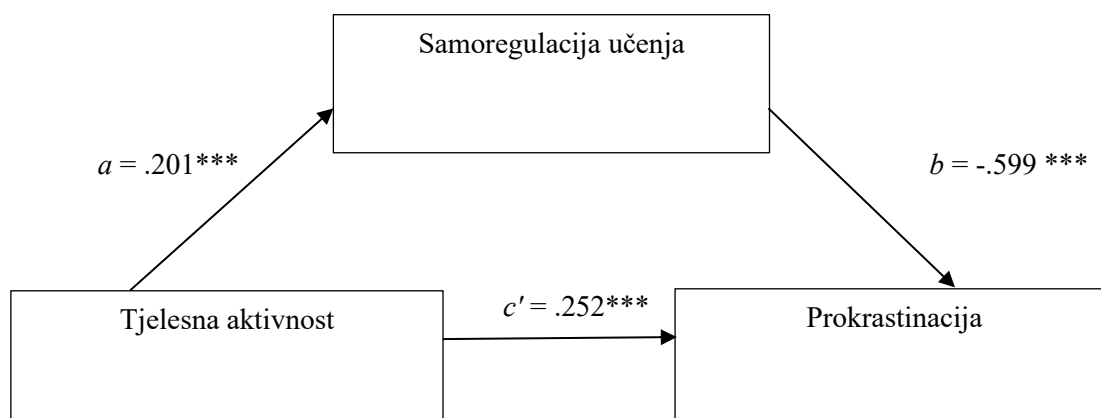 Samoregulacija učenja
a = .201***
b = -.599 ***
c' = .252***
Tjelesna aktivnost
Prokrastinacija